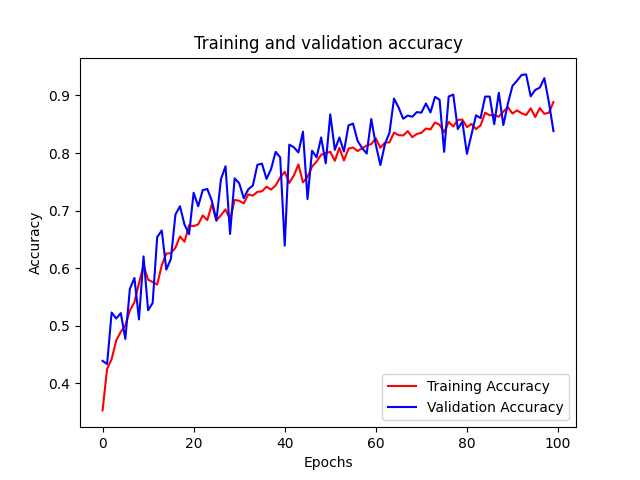 Training and validation accuracy
Accuracy
0.9
0.8
0.7
0.6
0.5
0.4
0 20 40 60 80 100
Epochs
Training Accuracy
Validation Accuracy